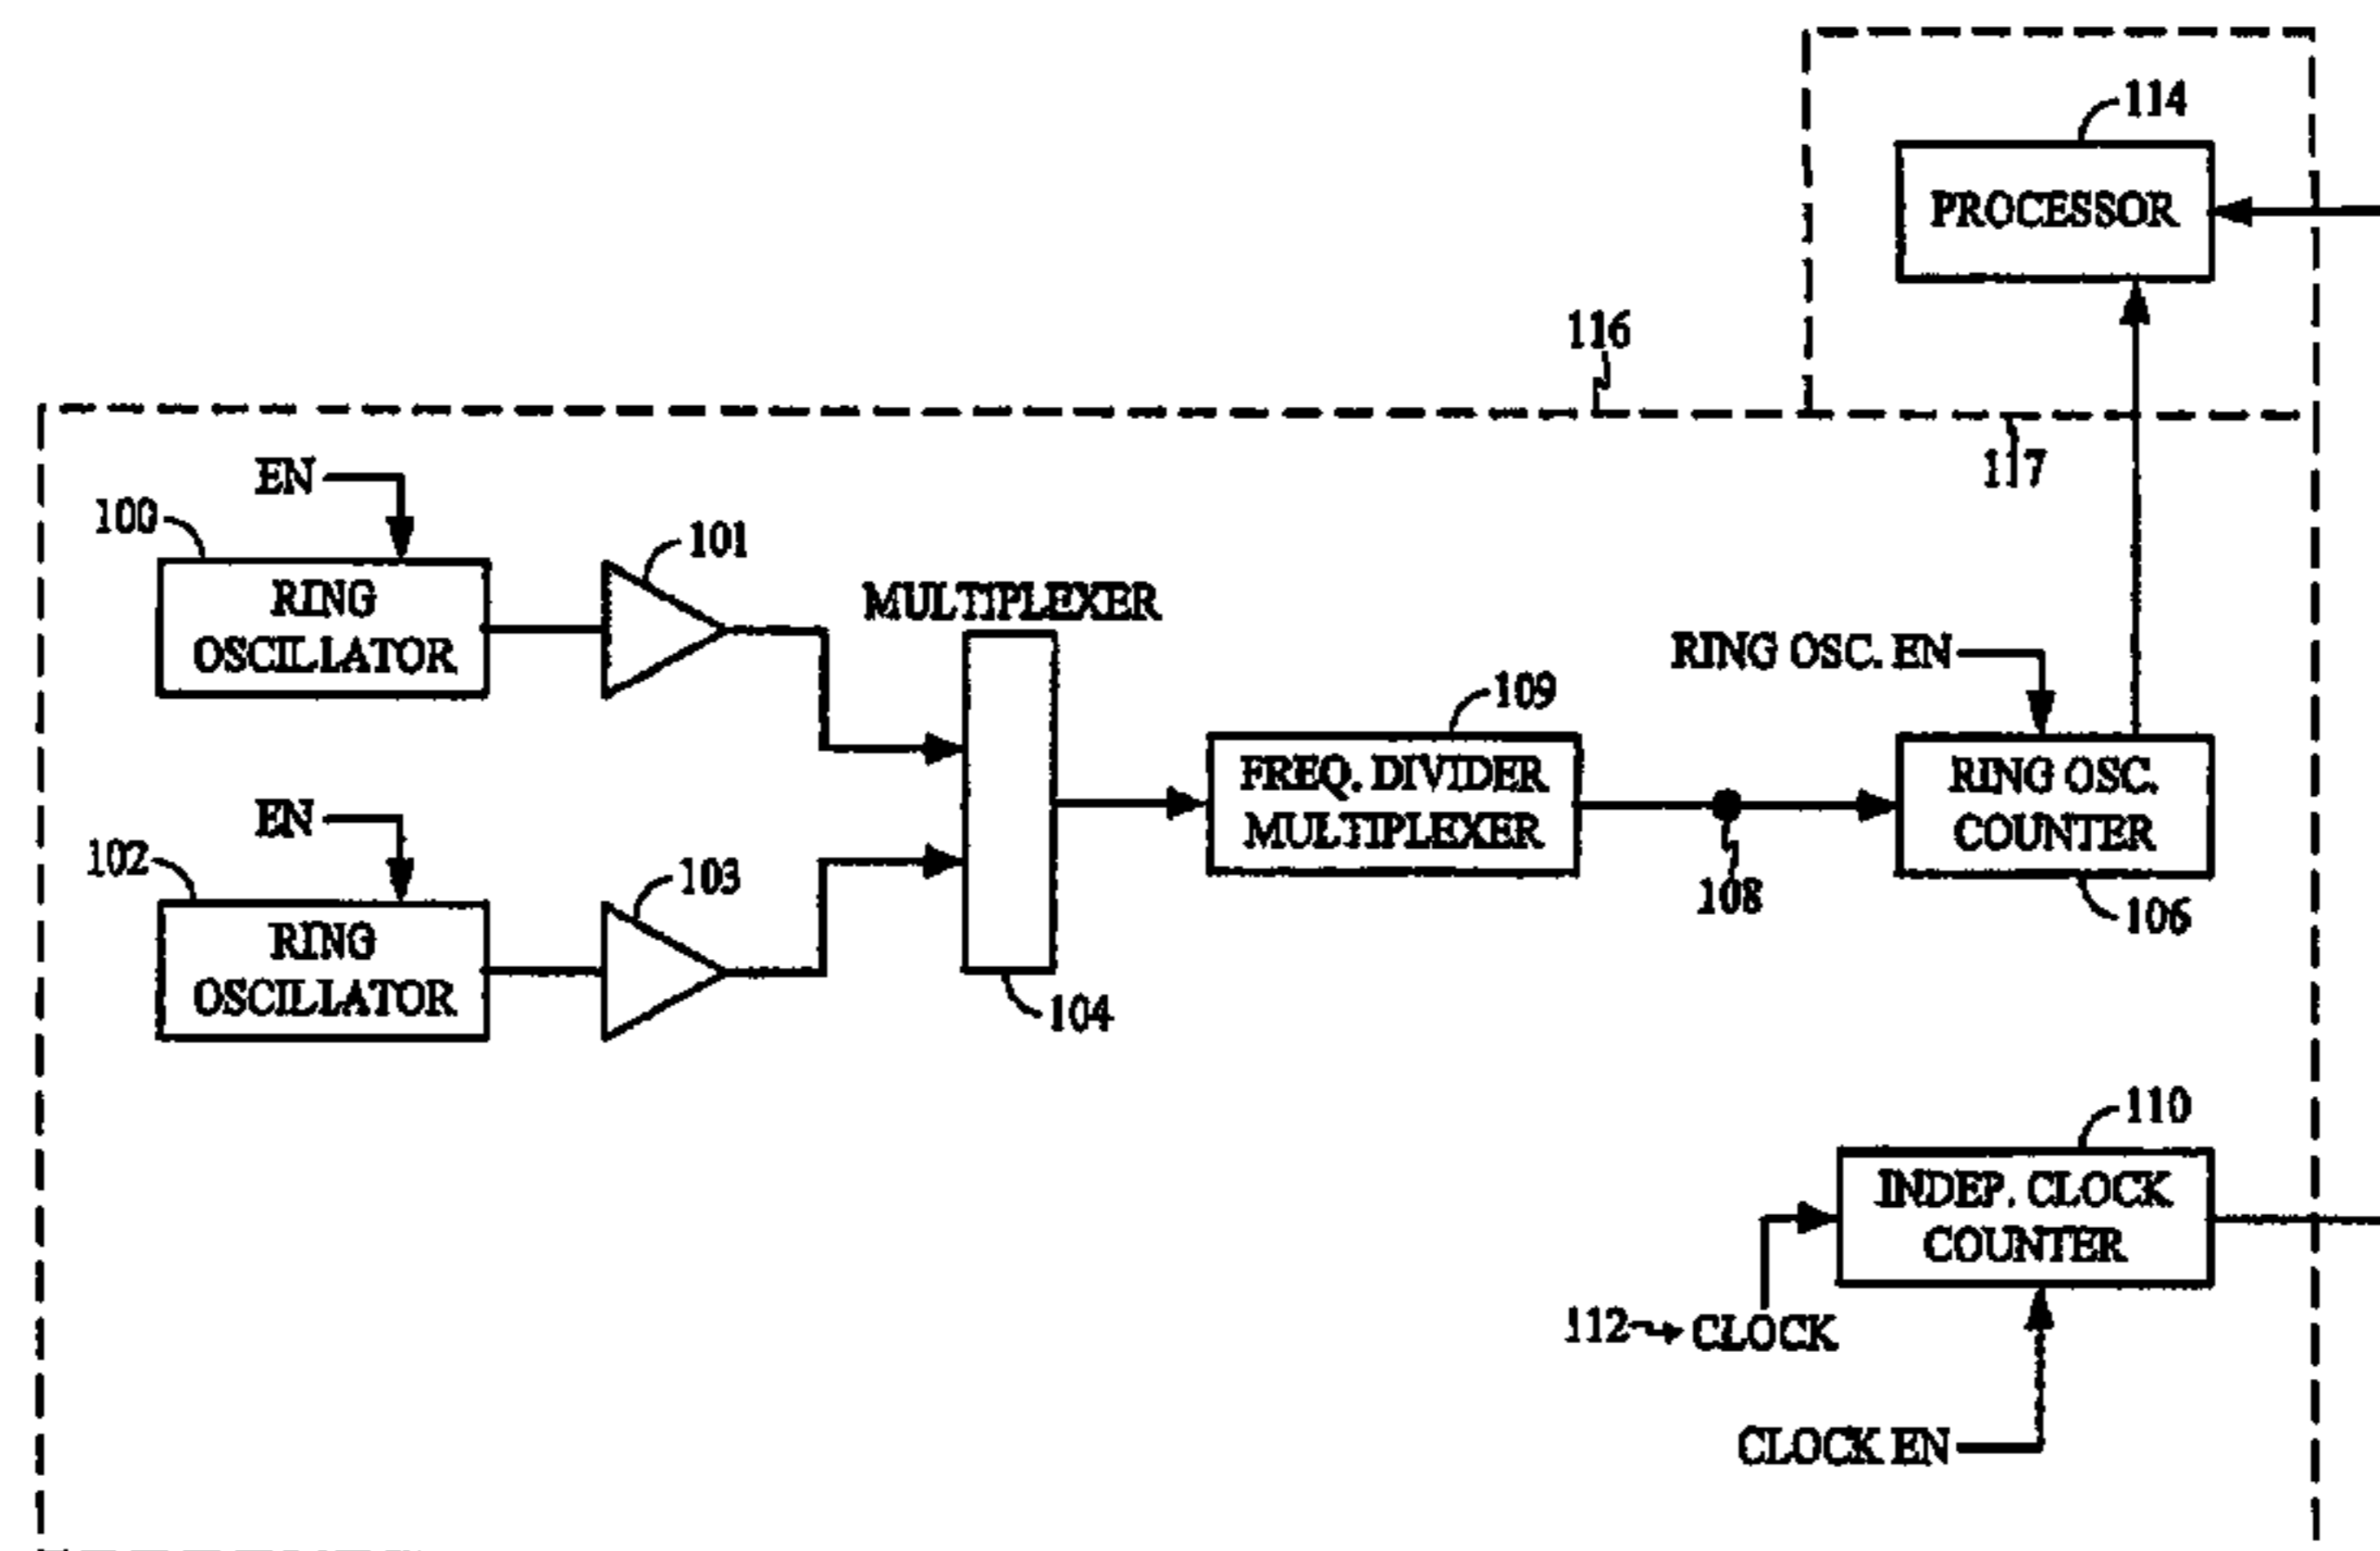 114
PROCESSOR
116
117
EN
100
RING
OSCILLATOR
101
MULTIPLEXER
RING OSC. EN
109
FREQ. DIVIDER
MULTIPLEXER
RING OSC.
COUNTER
108
106
EN
102
RING
OSCILLATOR
103
104
110
INDEP. CLOCK
COUNTER
112
CLOCK
CLOCK EN